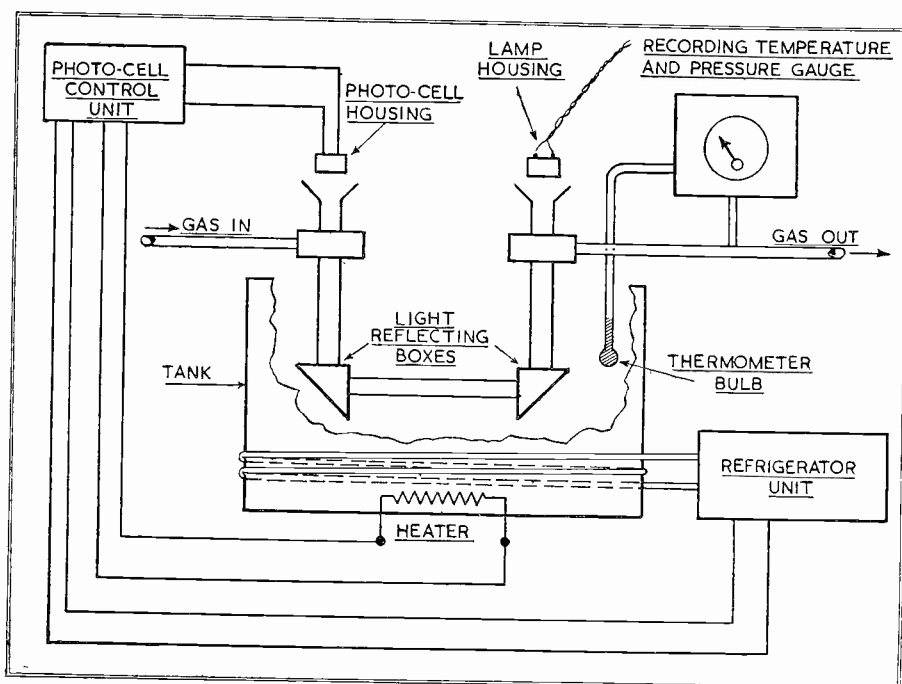 PHOTO-CELL
CONTROL
UNIT
PHOTO-CELL
HOUSING
LAMP
HOUSING
RECORDING TEMPERATURE
AND PRESSURE GAUGE
GAS IN
GAS OUT
LIGHT
REFLECTING
BOXES
TANK
THERMOMETER
BULB
REFRIGERATOR
UNIT
HEATER